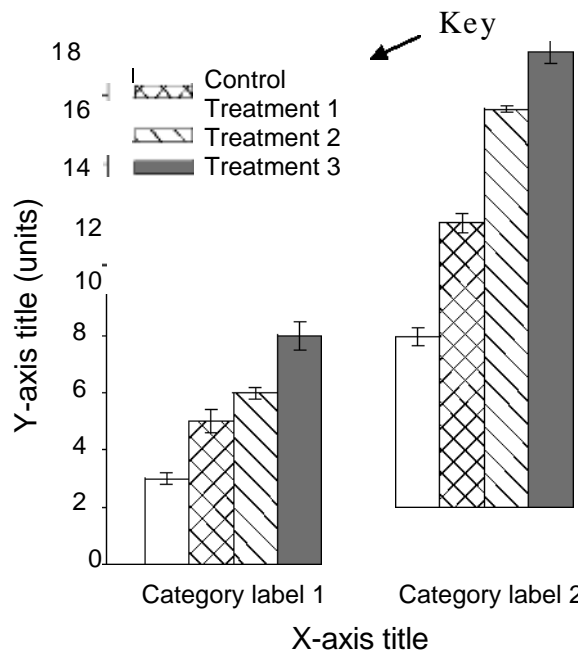 Key
Control
Treatment 1
Treatment 2
Treatment 3
Y-axis title (units)
18
16
14
12
10
8
6
4
2
0
Category label 1
Category label 2
X-axis title